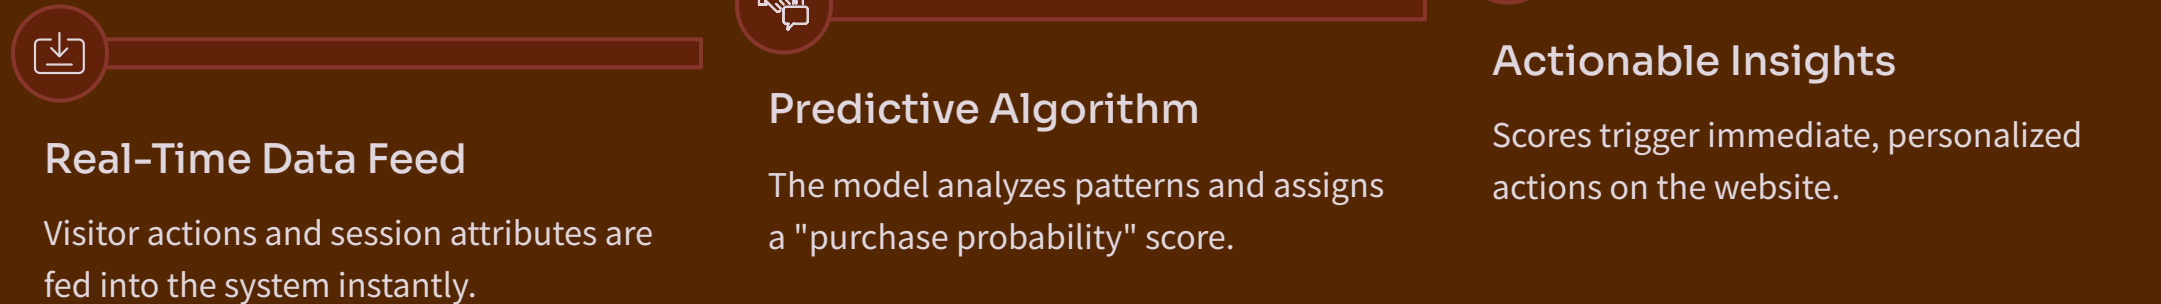 Real-Time Data Feed
Visitor actions and session attributes are
fed into the system instantly.
Predictive Algorithm
The model analyzes patterns and assigns
a "purchase probability" score.
Actionable Insights
Scores trigger immediate, personalized
actions on the website.